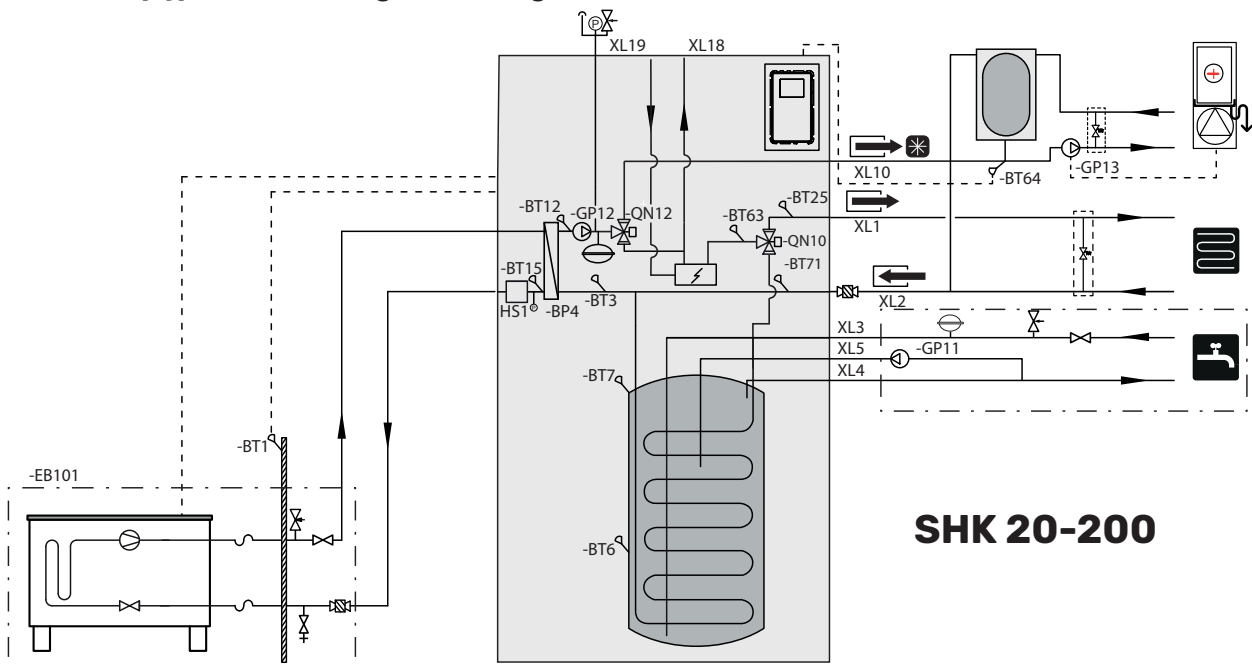 XL19
XL18
XL10
-BT64
-GP13
-BT25
-BT12
-GP12
-QN12
-BT63
XL1
-QN10
-BT15
-BT71
-BT3
HS1
-BP4
XL2
XL3
XL5
-GP11
-BT7
XL4
-BT1
-EB101
SHK 20-200
-BT6
P